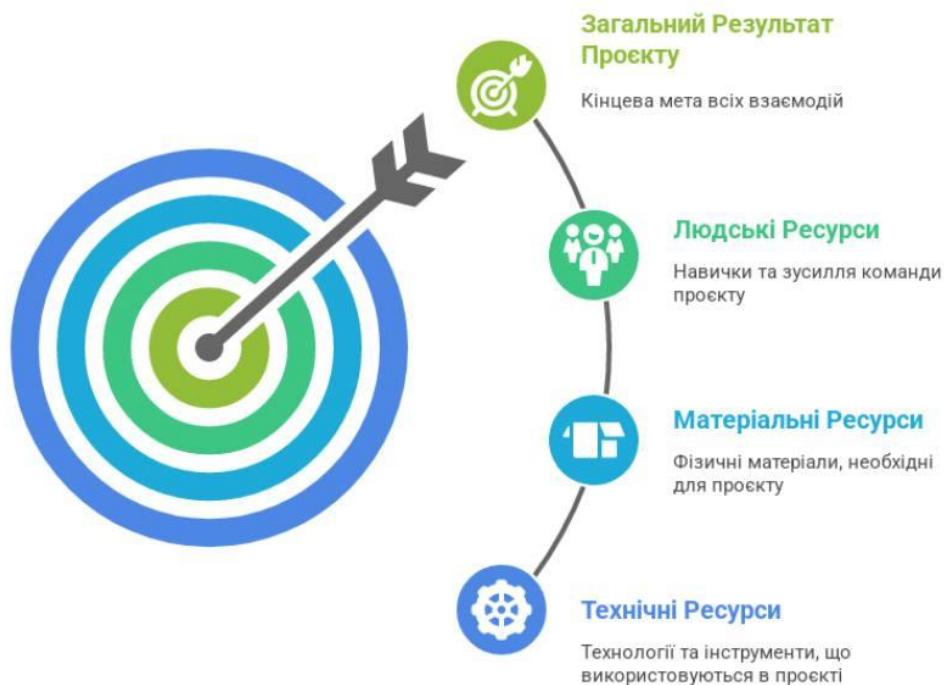 Загальний Результат
Проєкту
Кінцева мета всіх взаємодій
Людські Ресурси
Навички та зусилля команди
проєкту
Матеріальні Ресурси
Фізичні матеріали, необхідні
для проєкту
Технічні Ресурси
Технології та інструменти, що
використовуються в проєкті